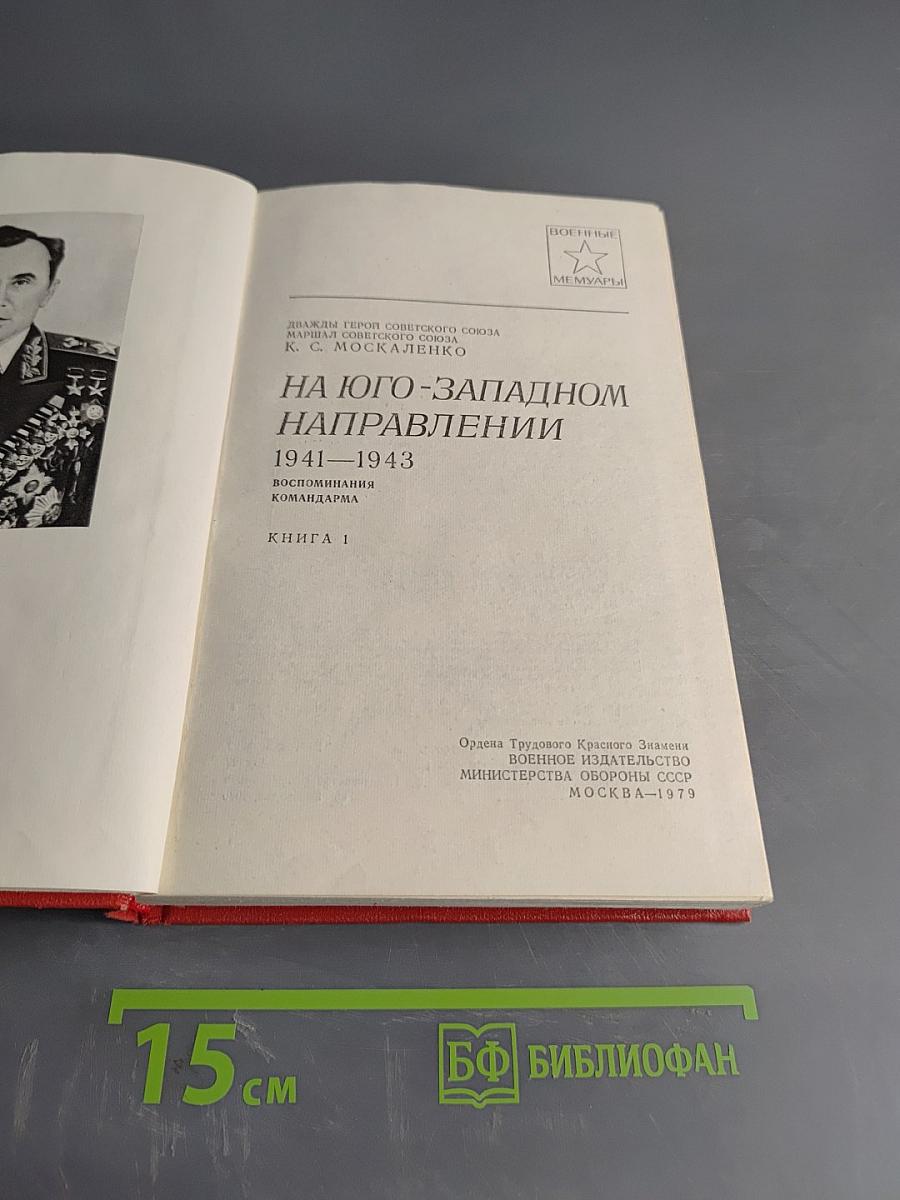 ВОЕННЫЕ
МЕМУАРЫ
ДВАЖДЫ ГЕРОЙ СОВЕТСКОГО СОЮЗА
МАРШАЛ СОВЕТСКОГО СОЮЗА
К. С. МОСКАЛЕНКО
НА ЮГО-ЗАПАДНОМ
НАПРАВЛЕНИИ
1941—1943
ВОСПОМИНАНИЯ
КОМАНДАРМА
КНИГА 1
Ордена Трудового Красного Знамени
ВОЕННОЕ ИЗДАТЕЛЬСТВО
МИНИСТЕРСТВА ОБОРОНЫ СССР
МОСКВА—1979
15 см
БФ БИБЛИОФАН